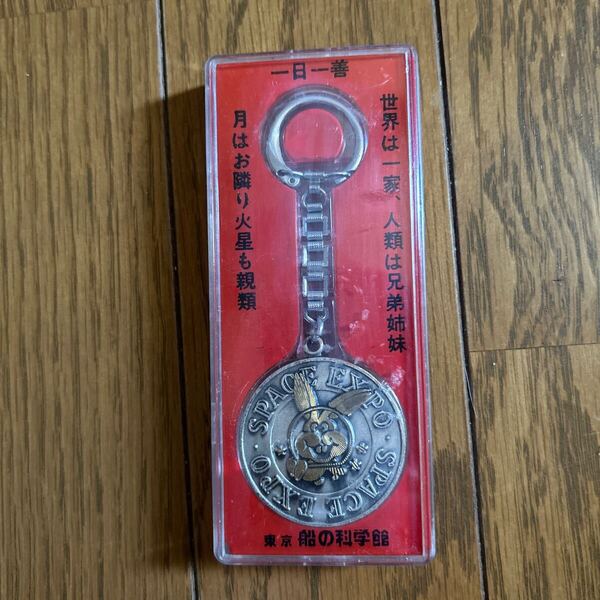 一日一善
世界は一家、人類は兄弟姉妹
月はお隣り火星も親類
SPACE EXPO SPACE EXPO
東京 船の科学館